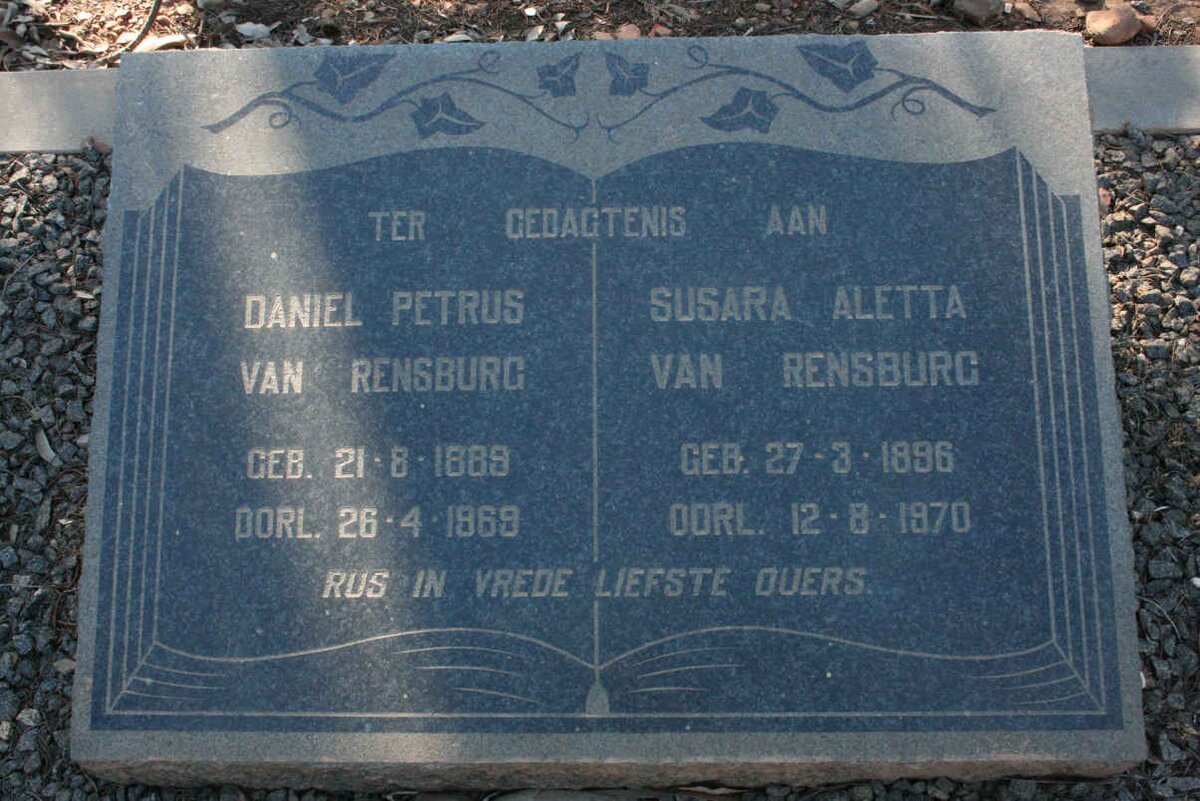 TER GEDAGTENIS AAN
DANIEL PETRUS
VAN RENSBURG
GEB. 21-8-1889
OORL. 26-4-1969
SUSARA ALETTA
VAN RENSBURG
GEB. 27-3-1896
OORL. 12-8-1970
RUS IN VREDE LIEFSTE OUERS.